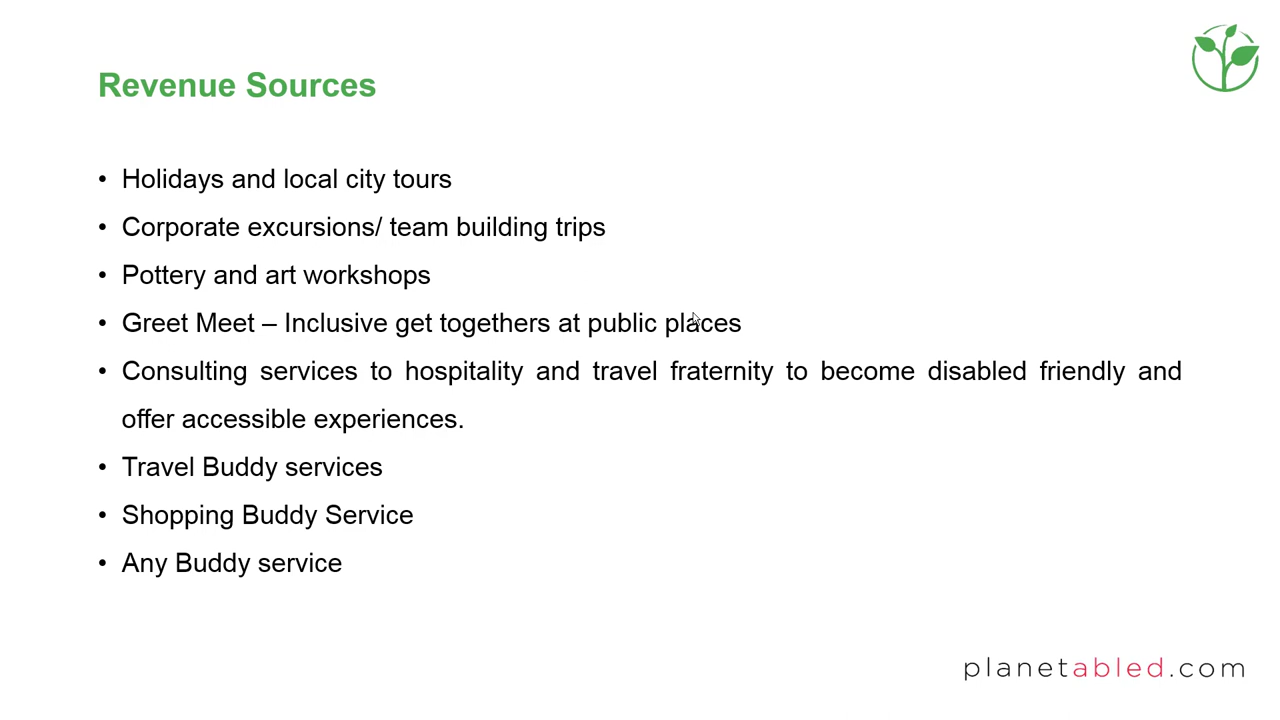 Revenue Sources
• Holidays and local city tours
• Corporate excursions/ team building trips
• Pottery and art workshops
• Greet Meet – Inclusive get togethers at public places
• Consulting services to hospitality and travel fraternity to become disabled friendly and
offer accessible experiences.
• Travel Buddy services
• Shopping Buddy Service
• Any Buddy service
planetabled.com